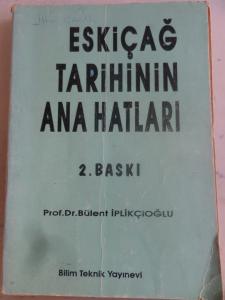 ESKİÇAĞ
TARİHİNİN
ANA HATLARI
2. BASKI
Prof.Dr.Bülent İPLİKÇİOĞLU
Bilim Teknik Yayınevi